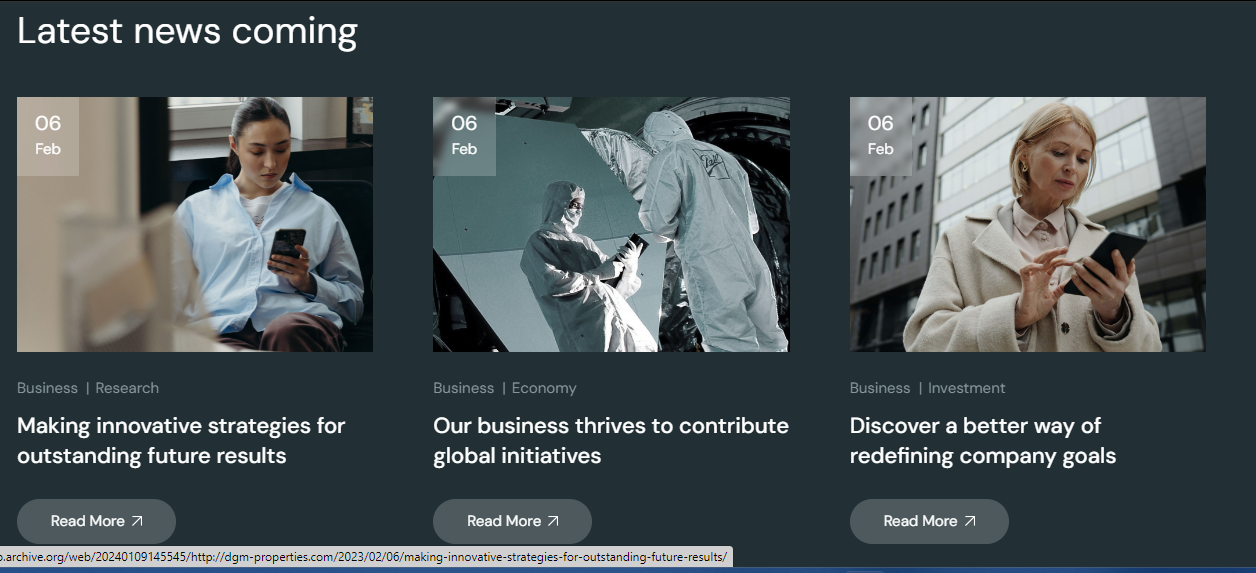 Latest news coming
06
Feb
06
Feb
06
Feb
Business | Research
Making innovative strategies for
outstanding future results
Read More
Business | Economy
Our business thrives to contribute
global initiatives
Read More
Business | Investment
Discover a better way of
redefining company goals
Read More
.archive.org/web/20240109145545/http://dgm-properties.com/2023/02/06/making-innovative-strategies-for-outstanding-future-results/